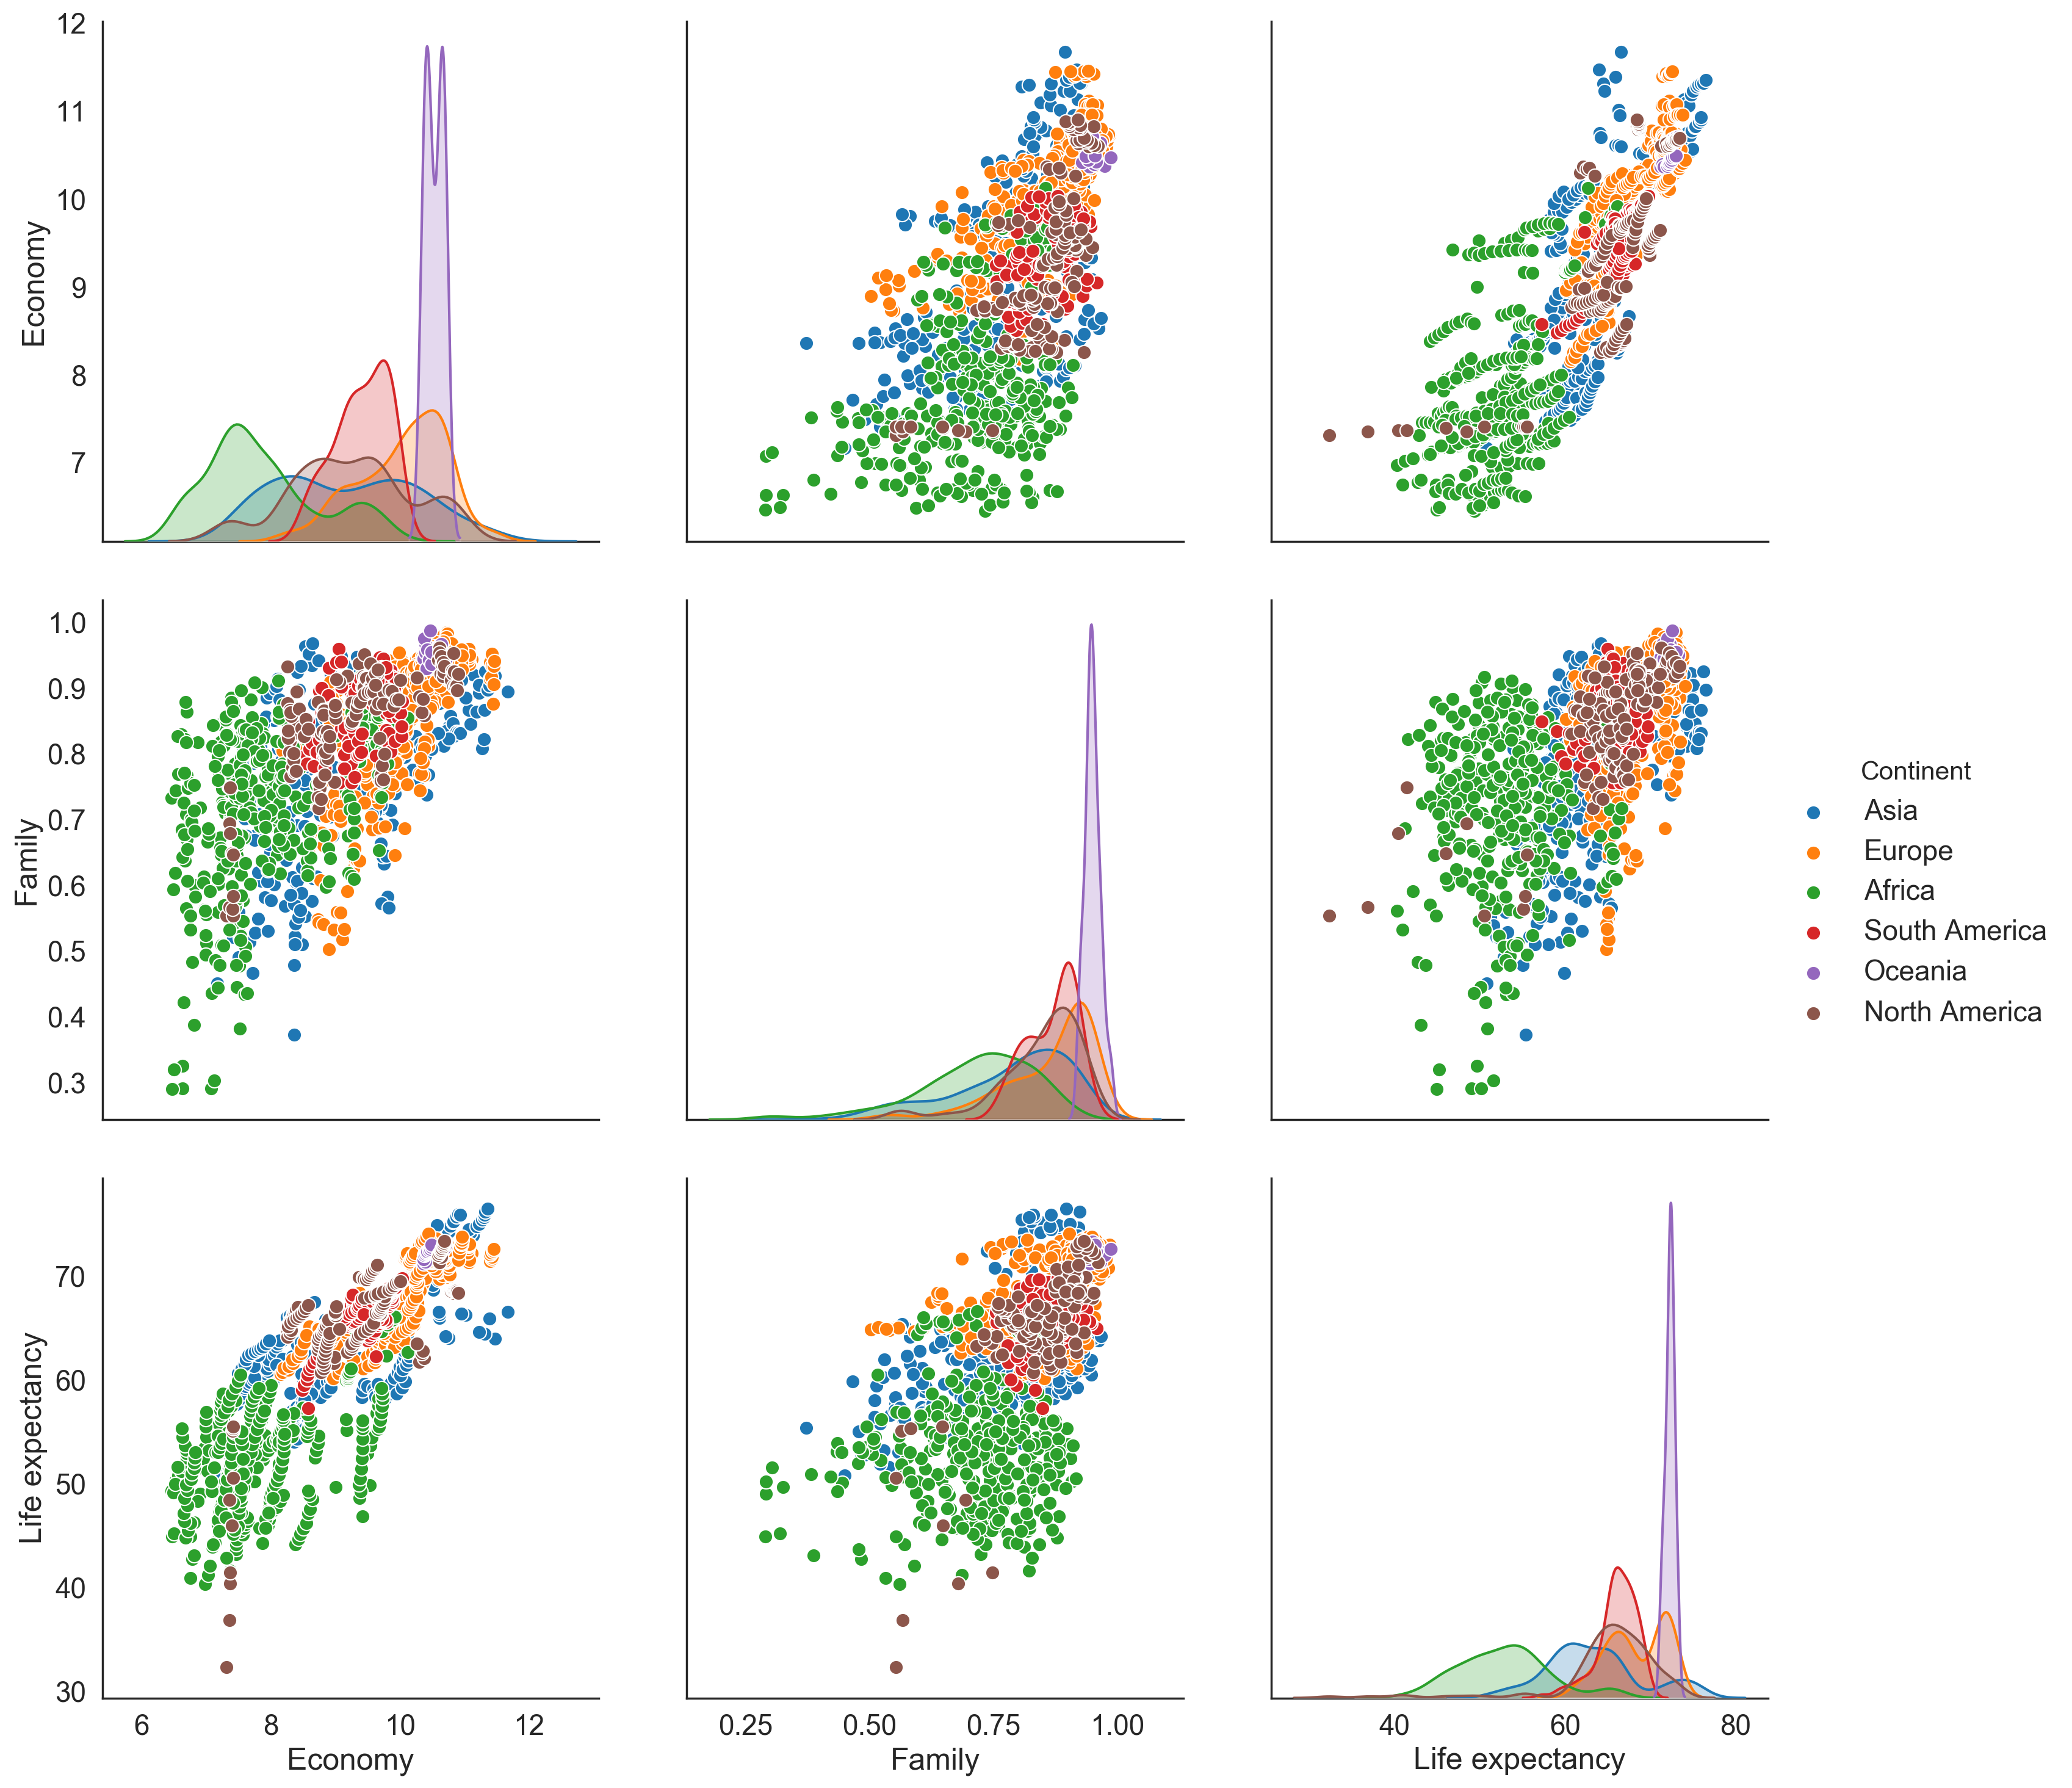 12
11
10
9
8
7
Economy
1.0
0.9
0.8
0.7
0.6
0.5
0.4
0.3
Family
Continent
Asia
Europe
Africa
South America
Oceania
North America
70
60
50
40
30
Life expectancy
6 8 10 12
Economy
0.25 0.50 0.75 1.00
Family
40 60 80
Life expectancy